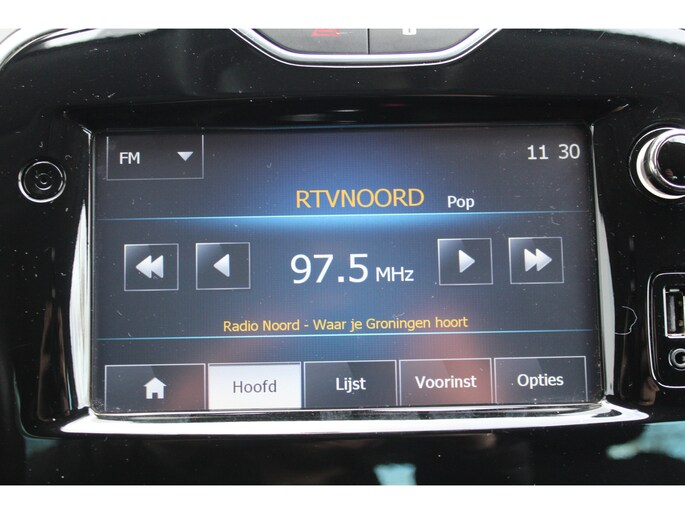 FM
11 30
RTVNOORD Pop
97.5 MHz
Radio Noord - Waar je Groningen hoort
Hoofd Lijst Voorinst Opties